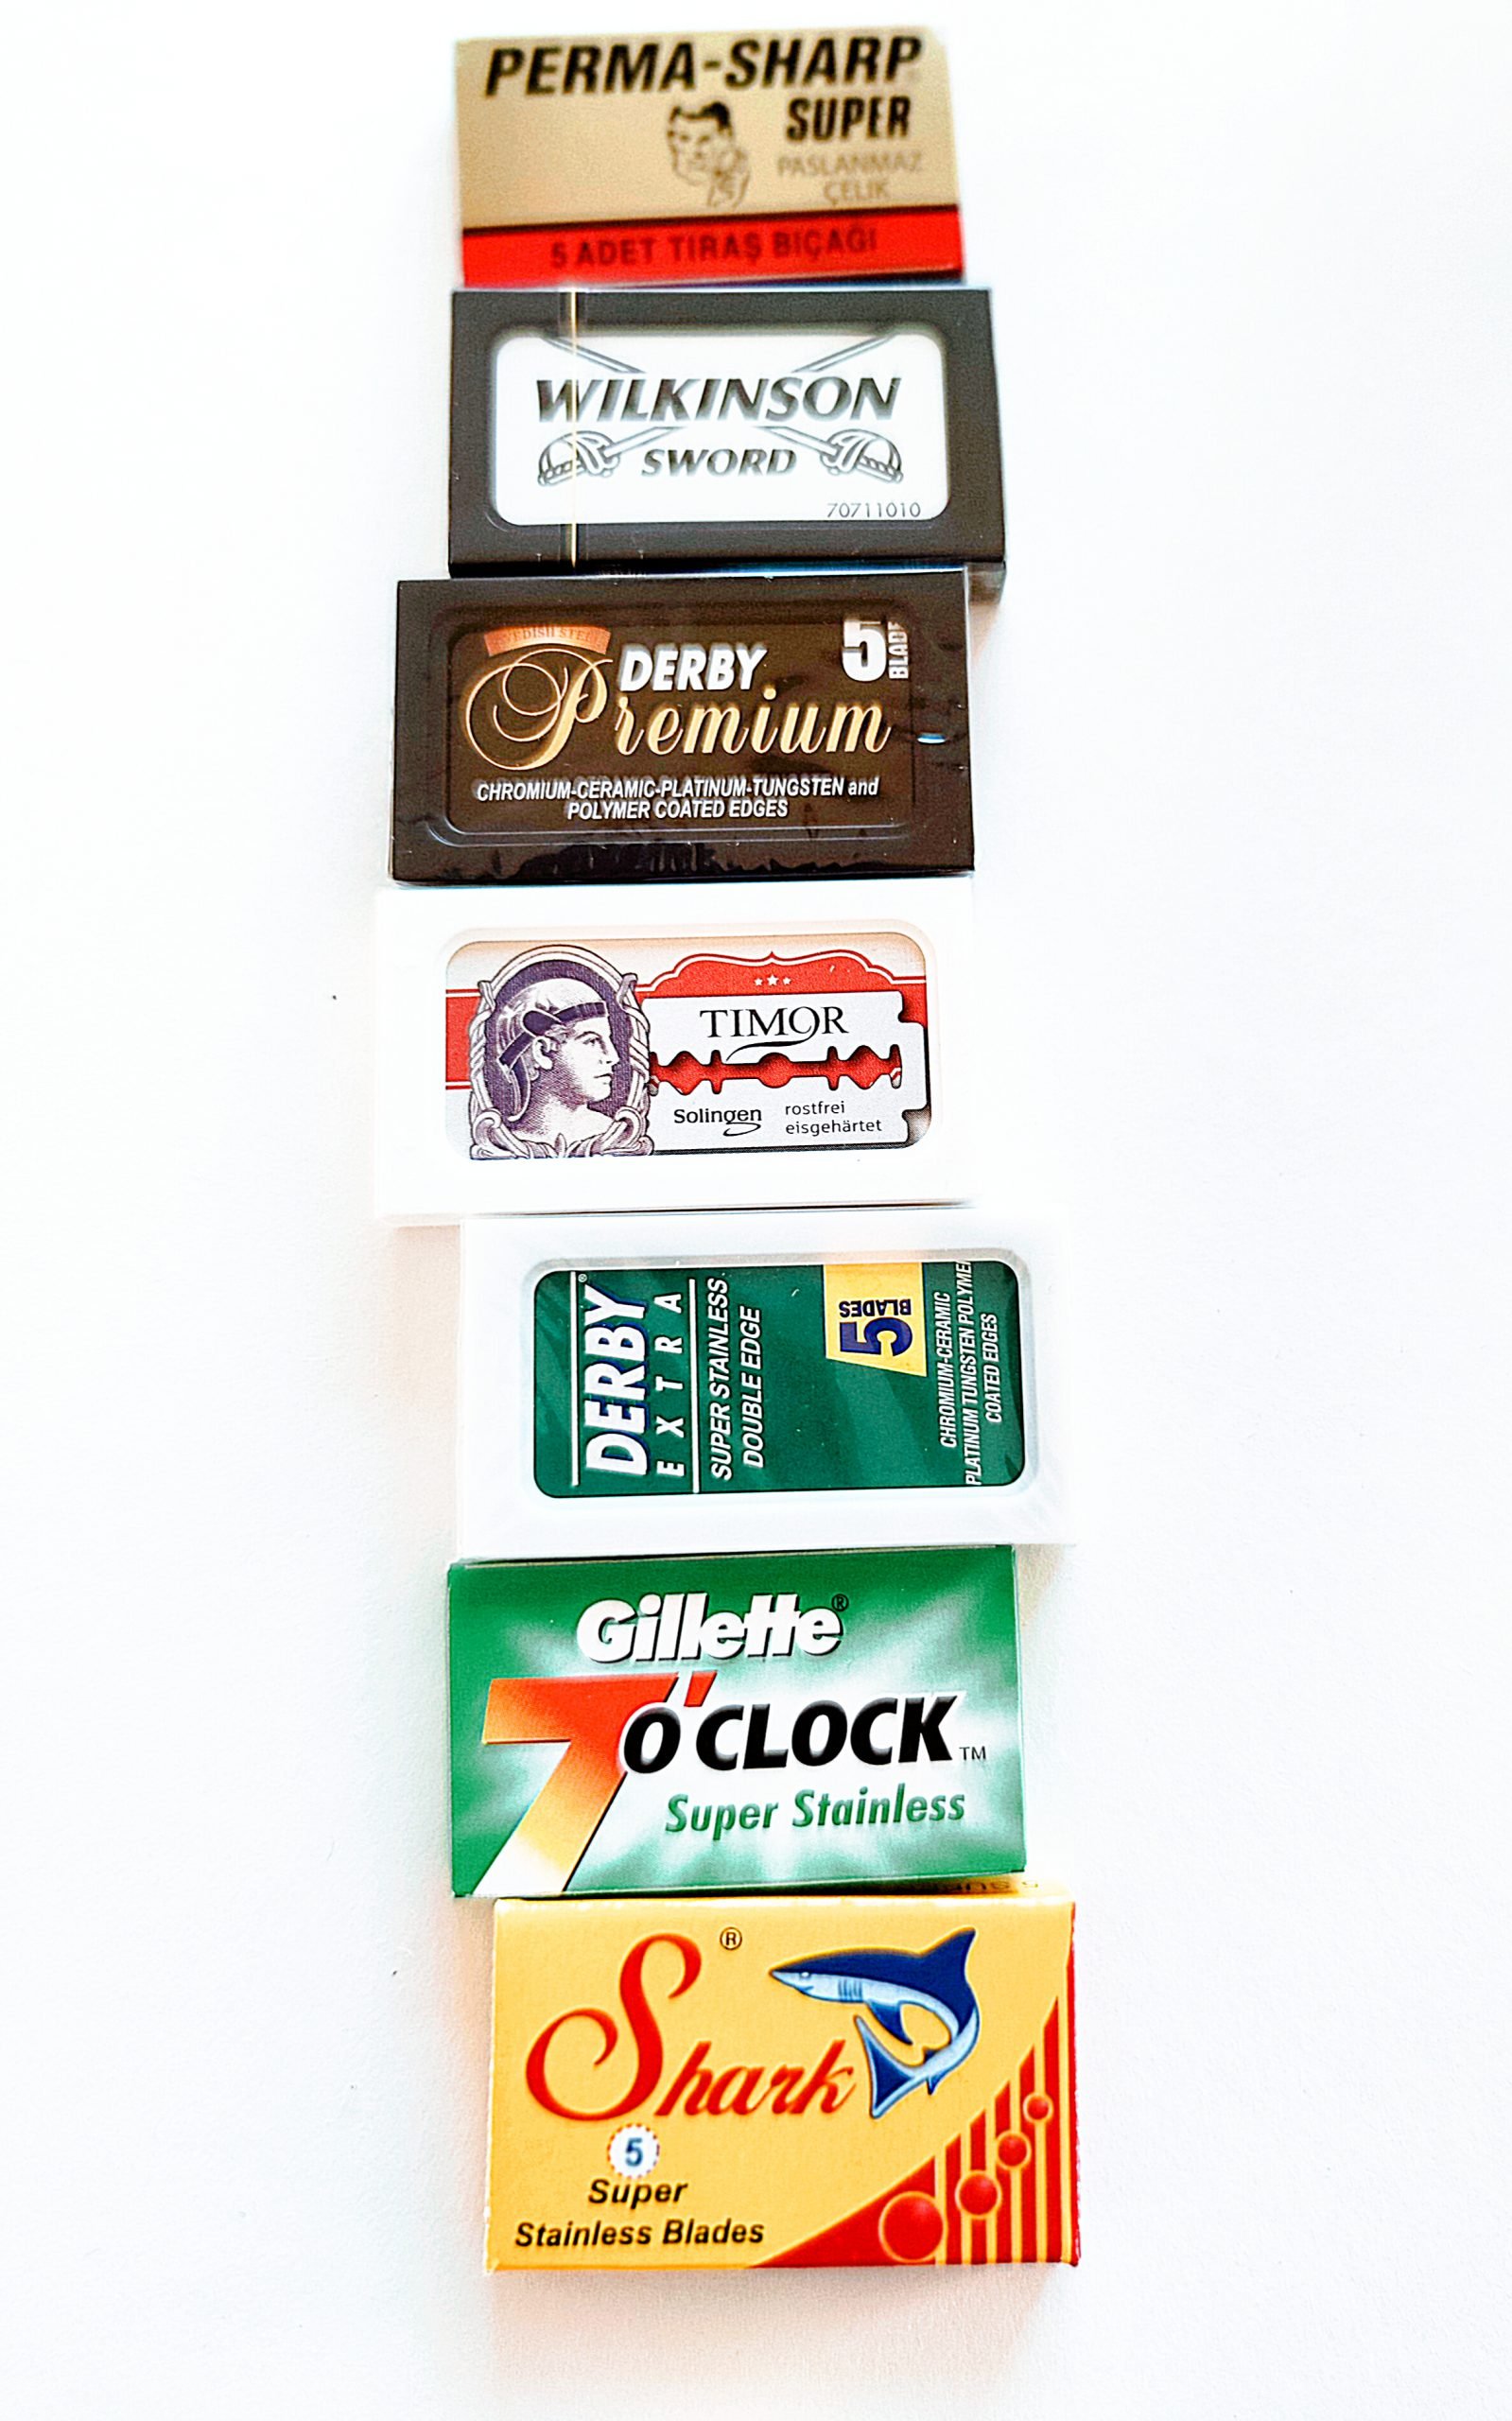 PERMA-SHARP
SUPER
PASLANMAZ
ÇELİK
5 ADET TIRAŞ BIÇAĞI
WILKINSON
SWORD
70711010
SWEDISH STEEL
DERBY
Premium
5
BLADE
CHROMIUM-CERAMIC-PLATINUM-TUNGSTEN and
POLYMER COATED EDGES
TIMOR
Solingen
rostfrei
eisgehärtet
DERBY®
EXTRA
SUPER STAINLESS
DOUBLE EDGE
5
BLADES
CHROMIUM-CERAMIC
PLATINUM TUNGSTEN POLYMER
COATED EDGES
Gillette®
7 O'CLOCK™
Super Stainless
Shark®
5
Super
Stainless Blades